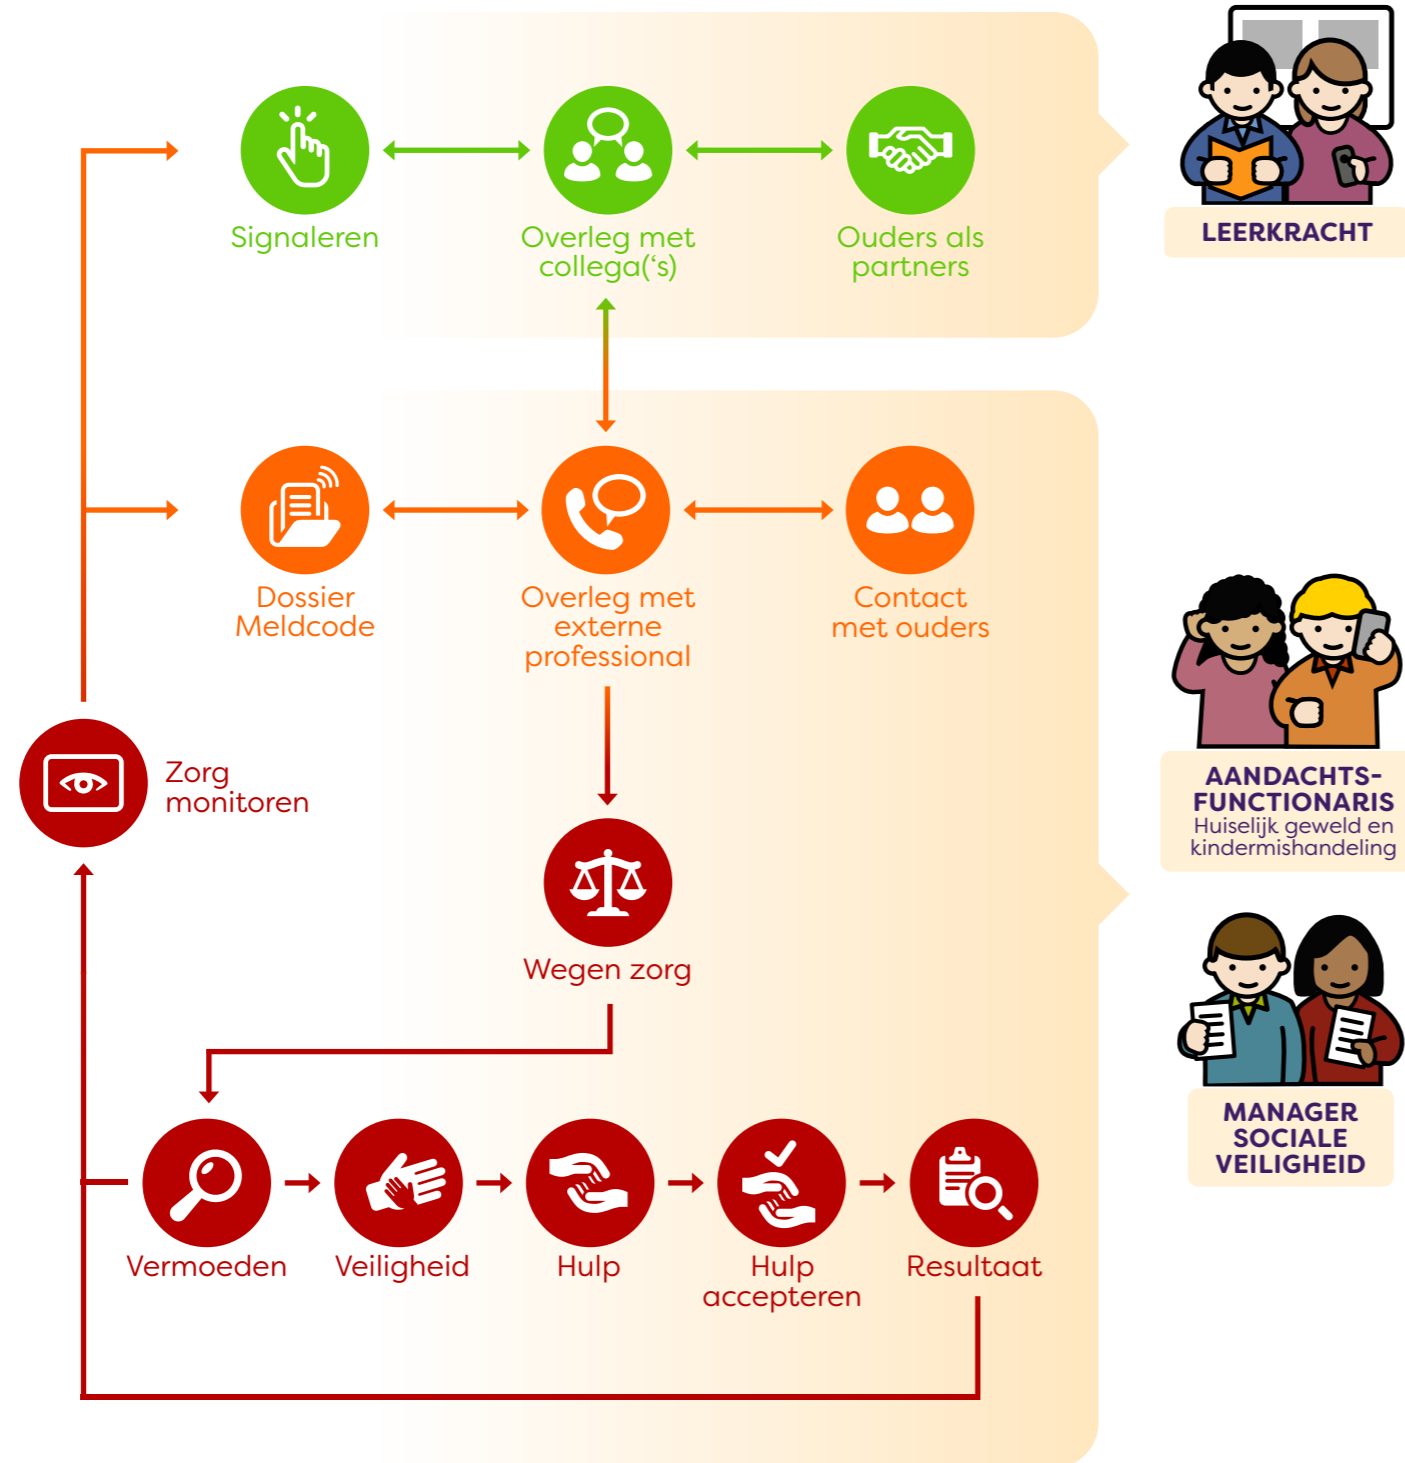 Signaleren
Overleg met
collega(‘s)
Ouders als
partners
LEERKRACHT
Dossier
Meldcode
Overleg met
externe
professional
Contact
met ouders
Zorg
monitoren
AANDACHTS-
FUNCTIONARIS
Huiselijk geweld en
kindermishandeling
Wegen zorg
MANAGER
SOCIALE
VEILIGHEID
Vermoeden
Veiligheid
Hulp
Hulp
accepteren
Resultaat